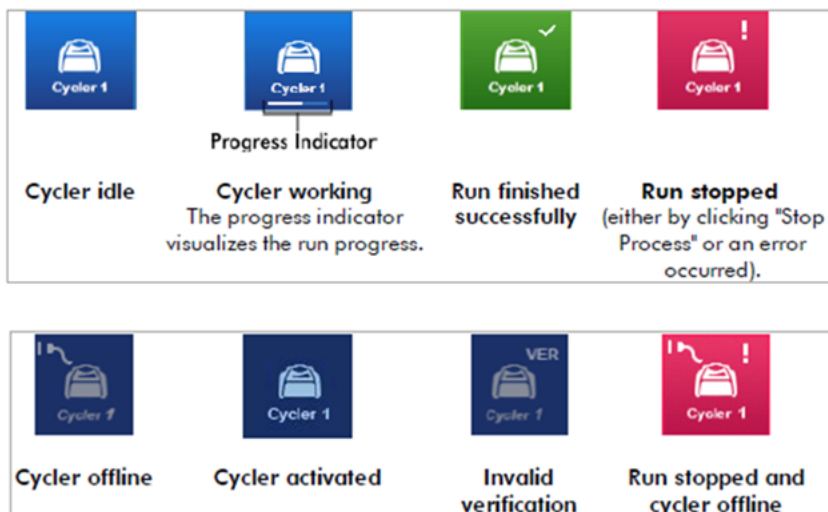 Cycler 1 Cycler 1 Cycler 1 Cycler 1
Progress Indicator
Cycler idle
Cycler working
The progress indicator
visualizes the run progress.
Run finished
successfully
Run stopped
(either by clicking "Stop
Process" or an error
occurred).
VER
Cycler 1 Cycler 1 Cycler 1 Cycler 1
Cycler offline
Cycler activated
Invalid
verification
Run stopped and
cycler offline